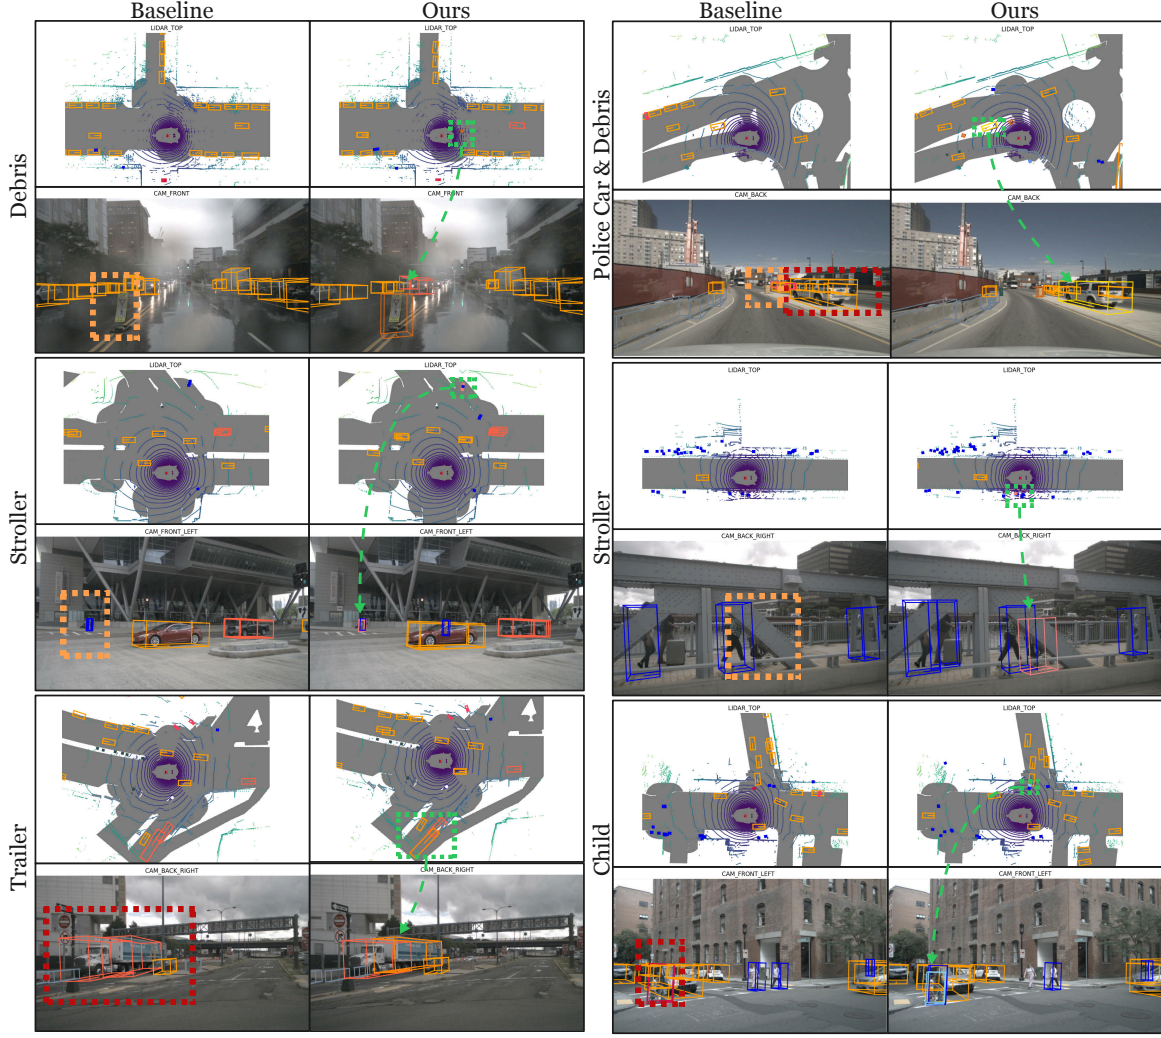 Baseline
Ours
Baseline
Ours
Debris
LIDAR_TOP
LIDAR_TOP
CAM_FRONT
CAM_FRONT
Police Car & Debris
LIDAR_TOP
LIDAR_TOP
CAM_BACK
CAM_BACK
Stroller
LIDAR_TOP
LIDAR_TOP
CAM_FRONT_LEFT
CAM_FRONT_LEFT
Stroller
LIDAR_TOP
LIDAR_TOP
CAM_BACK_RIGHT
CAM_BACK_RIGHT
Trailer
LIDAR_TOP
LIDAR_TOP
CAM_BACK_RIGHT
CAM_BACK_RIGHT
Child
LIDAR_TOP
LIDAR_TOP
CAM_FRONT_LEFT
CAM_FRONT_LEFT